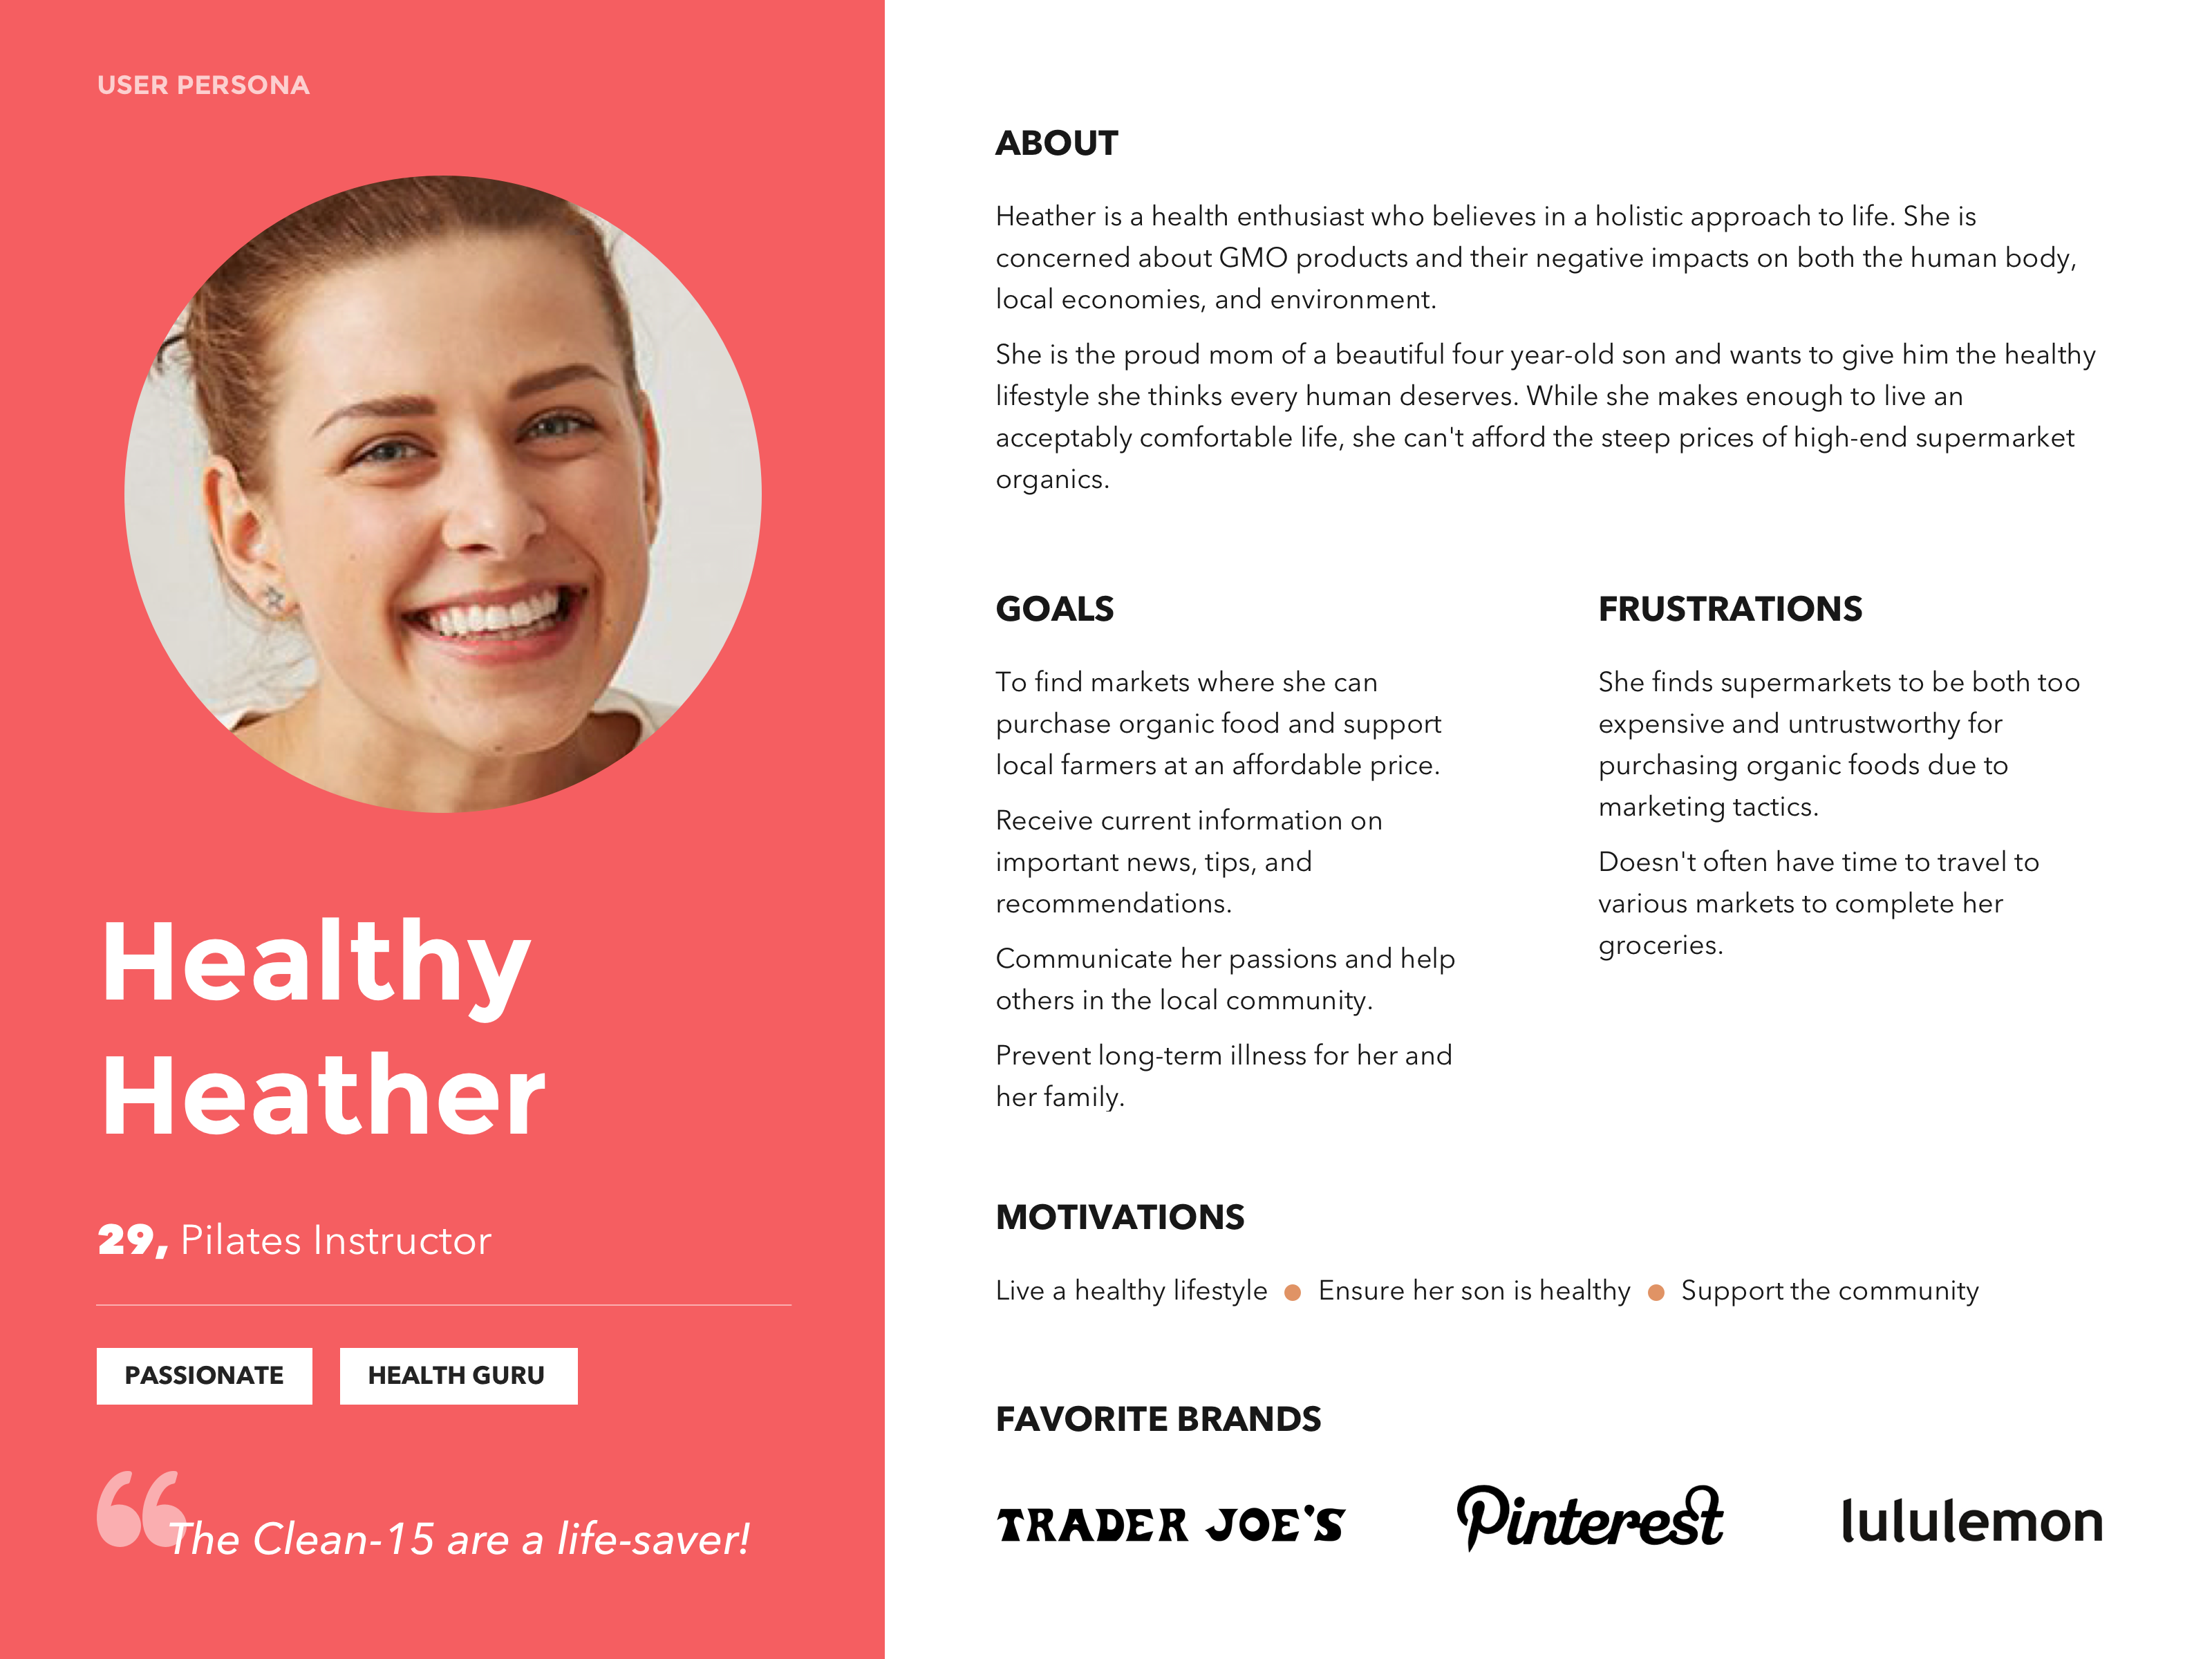 USER PERSONA
Healthy
Heather
29, Pilates Instructor
PASSIONATE
HEALTH GURU
“The Clean-15 are a life-saver!
ABOUT
Heather is a health enthusiast who believes in a holistic approach to life. She is
concerned about GMO products and their negative impacts on both the human body,
local economies, and environment.
She is the proud mom of a beautiful four year-old son and wants to give him the healthy
lifestyle she thinks every human deserves. While she makes enough to live an
acceptably comfortable life, she can't afford the steep prices of high-end supermarket
organics.
GOALS
To find markets where she can
purchase organic food and support
local farmers at an affordable price.
Receive current information on
important news, tips, and
recommendations.
Communicate her passions and help
others in the local community.
Prevent long-term illness for her and
her family.
FRUSTRATIONS
She finds supermarkets to be both too
expensive and untrustworthy for
purchasing organic foods due to
marketing tactics.
Doesn't often have time to travel to
various markets to complete her
groceries.
MOTIVATIONS
Live a healthy lifestyle ● Ensure her son is healthy ● Support the community
FAVORITE BRANDS
TRADER JOE'S
Pinterest
lululemon